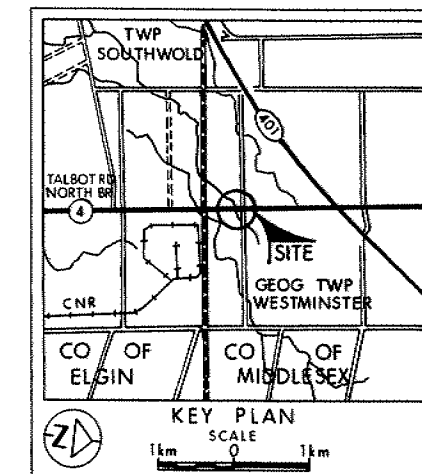 TWP
SOUTHWOLD
401
TALBOT RD
NORTH BR
4
SITE
GEOG TWP
WESTMINSTER
CNR
CO OF
ELGIN
CO OF
MIDDLESEX
Z
KEY PLAN
SCALE
1km 0 1km